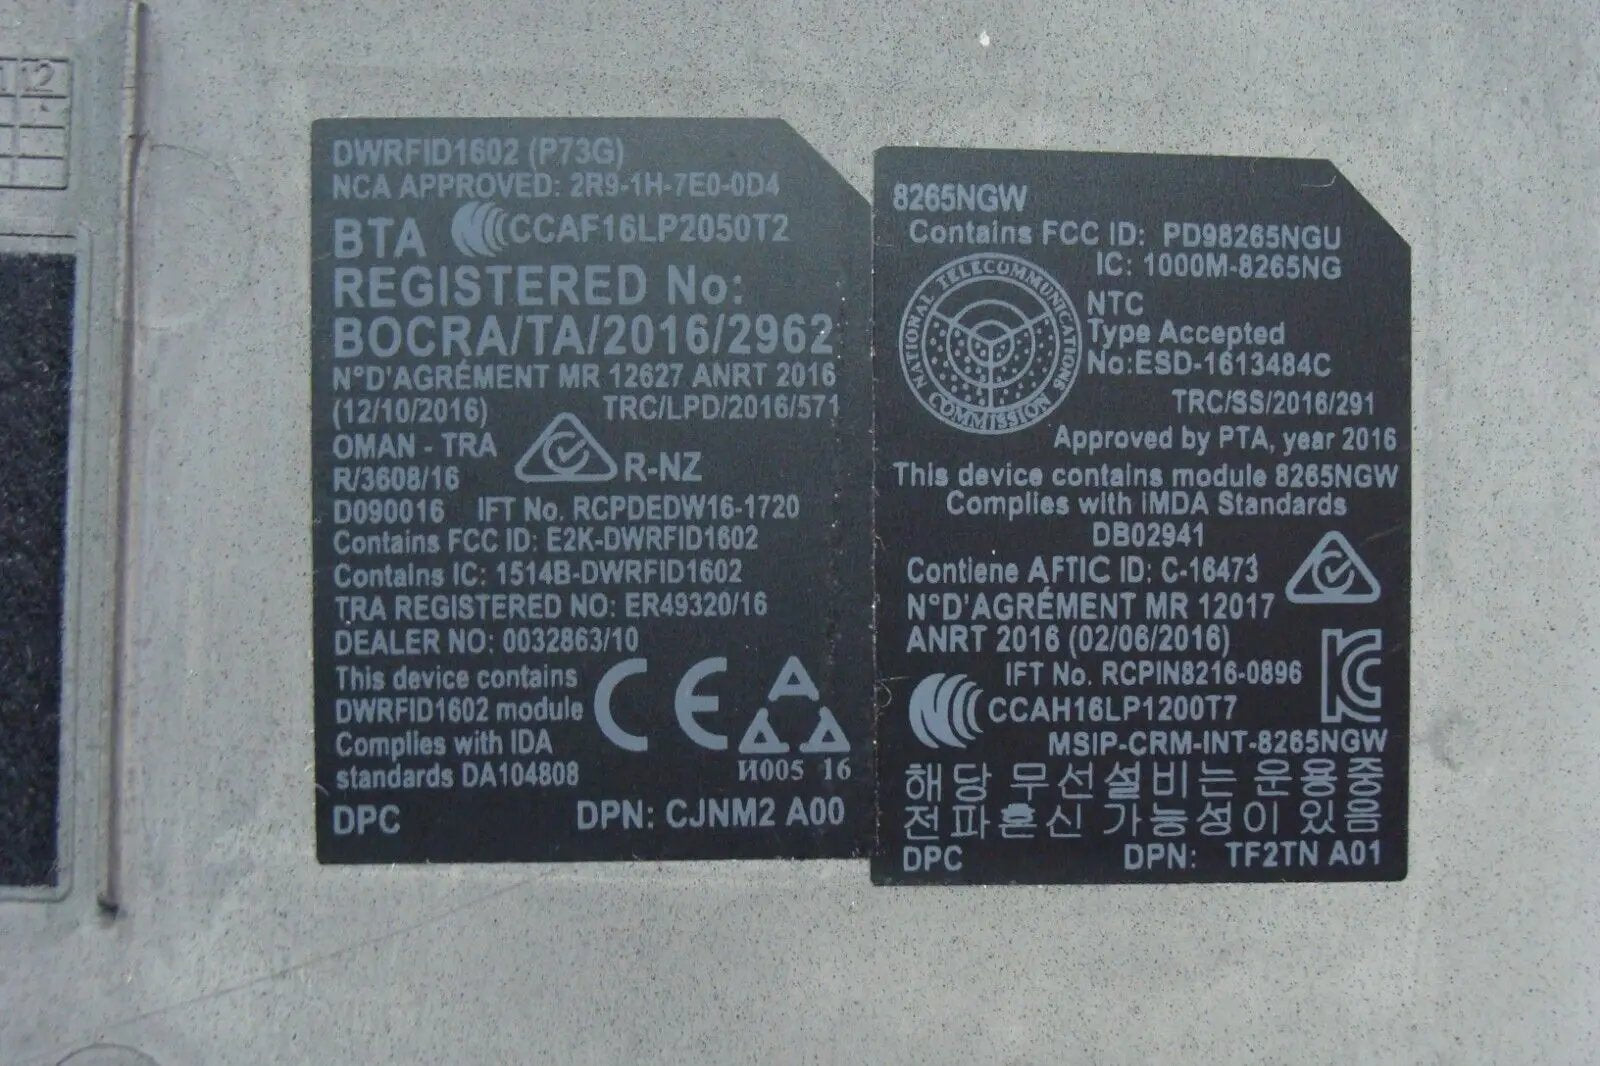 12
DWRFID1602 (P73G)
NCA APPROVED: 2R9-1H-7E0-0D4
BTA CCAF16LP2050T2
REGISTERED No:
BOCRA/TA/2016/2962
N°D'AGRÉMENT MR 12627 ANRT 2016
(12/10/2016) TRC/LPD/2016/571
OMAN - TRA
R/3608/16 R-NZ
D090016 IFT No. RCPDEDW16-1720
Contains FCC ID: E2K-DWRFID1602
Contains IC: 1514B-DWRFID1602
TRA REGISTERED NO: ER49320/16
DEALER NO: 0032863/10
This device contains
DWRFID1602 module
Complies with IDA
standards DA104808
CE
И005 16
DPC DPN: CJNM2 A00
8265NGW
Contains FCC ID: PD98265NGU
IC: 1000M-8265NG
NATIONAL TELECOMMUNICATIONS COMMISSION
NTC
Type Accepted
No:ESD-1613484C
TRC/SS/2016/291
Approved by PTA, year 2016
This device contains module 8265NGW
Complies with iMDA Standards
DB02941
Contiene AFTIC ID: C-16473
N°D'AGRÉMENT MR 12017
ANRT 2016 (02/06/2016)
IFT No. RCPIN8216-0896
CCAH16LP1200T7
MSIP-CRM-INT-8265NGW
해당 무선설비는 운용중
전파혼신 가능성이 있음
DPC DPN: TF2TN A01